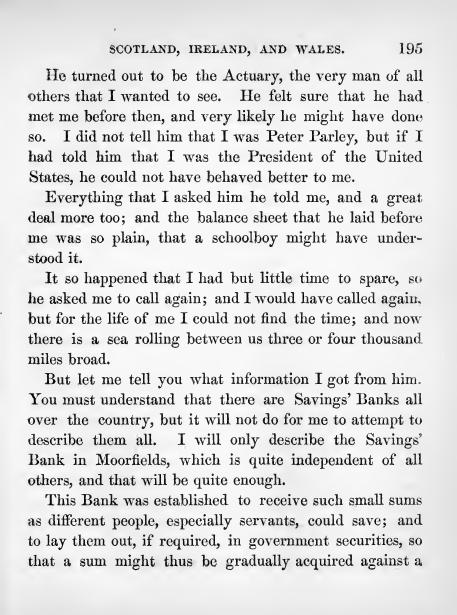 SCOTLAND, IRELAND, AND WALES. 195
He turned out to be the Actuary, the very man of all
others that I wanted to see. He felt sure that he had
met me before then, and very likely he might have done
so. I did not tell him that I was Peter Parley, but if I
had told him that I was the President of the United
States, he could not have behaved better to me.
Everything that I asked him he told me, and a great
deal more too; and the balance sheet that he laid before
me was so plain, that a schoolboy might have under-
stood it.
It so happened that I had but little time to spare, so
he asked me to call again; and I would have called again,
but for the life of me I could not find the time; and now
there is a sea rolling between us three or four thousand
miles broad.
But let me tell you what information I got from him.
You must understand that there are Savings' Banks all
over the country, but it will not do for me to attempt to
describe them all. I will only describe the Savings'
Bank in Moorfields, which is quite independent of all
others, and that will be quite enough.
This Bank was established to receive such small sums
as different people, especially servants, could save; and
to lay them out, if required, in government securities, so
that a sum might thus be gradually acquired against a